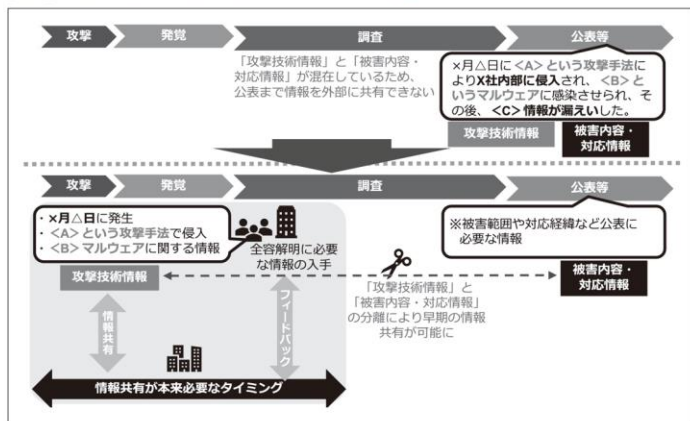 攻撃
発覚
調査
公表等
「攻撃技術情報」と「被害内容・
対応情報」が混在しているため、
公表まで情報を外部に共有できない
×月△日に<A>という攻撃手法に
よりX社内部に侵入され、<B>と
いうマルウェアに感染させられ、そ
の後、<C>情報が漏えいした。
攻撃技術情報
被害内容・
対応情報
攻撃
発覚
調査
公表等
・×月△日に発生
・<A>という攻撃手法で侵入
・<B>マルウェアに関する情報
全容解明に必要
な情報の入手
※被害範囲や対応経緯など公表に
必要な情報
攻撃技術情報
被害内容・
対応情報
「攻撃技術情報」と
「被害内容・対応情報」
の分離により早期の情報
共有が可能に
情報共有
フィードバック
情報共有が本来必要なタイミング